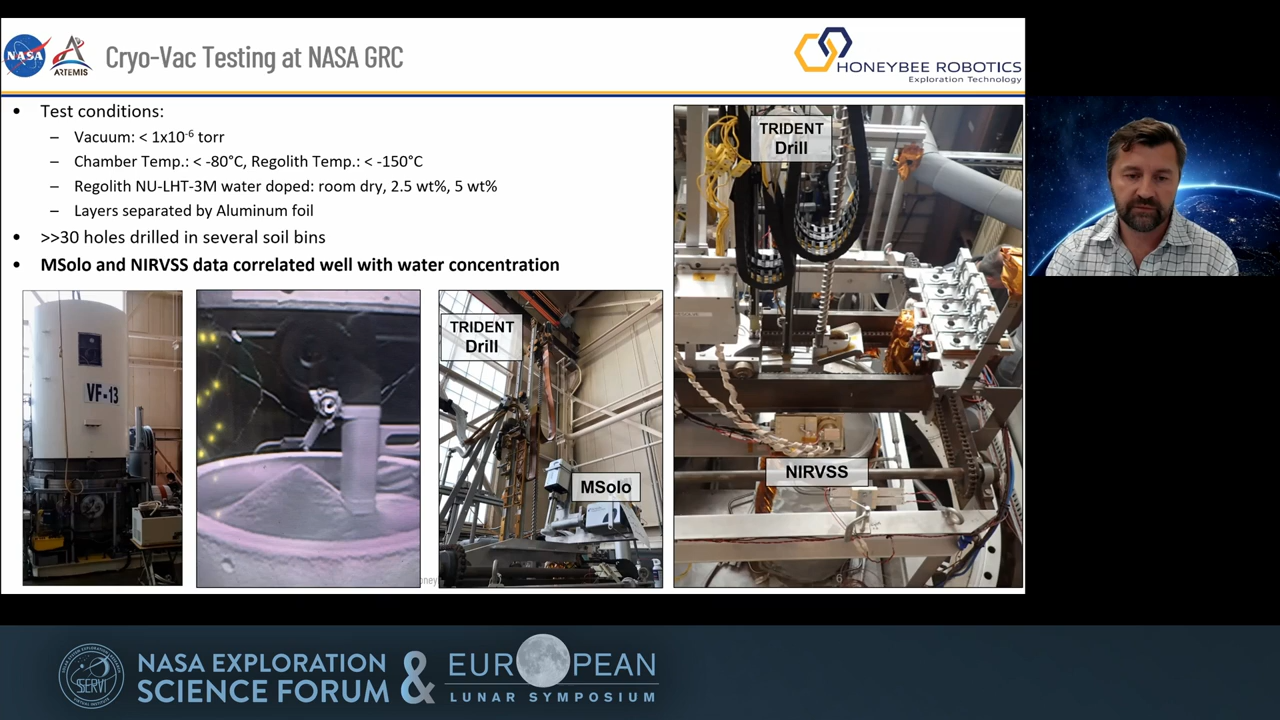 NASA
ARTEMIS
Cryo-Vac Testing at NASA GRC
HONEYBEE ROBOTICS
Exploration Technology
• Test conditions:
– Vacuum: < 1x10⁻⁶ torr
– Chamber Temp.: < -80°C, Regolith Temp.: < -150°C
– Regolith NU-LHT-3M water doped: room dry, 2.5 wt%, 5 wt%
– Layers separated by Aluminum foil
• >>30 holes drilled in several soil bins
• MSolo and NIRVSS data correlated well with water concentration
VF-13
TRIDENT
Drill
MSolo
TRIDENT
Drill
NIRVSS
6
SSERVI
NASA EXPLORATION
SCIENCE FORUM
&
EUROPEAN
LUNAR SYMPOSIUM